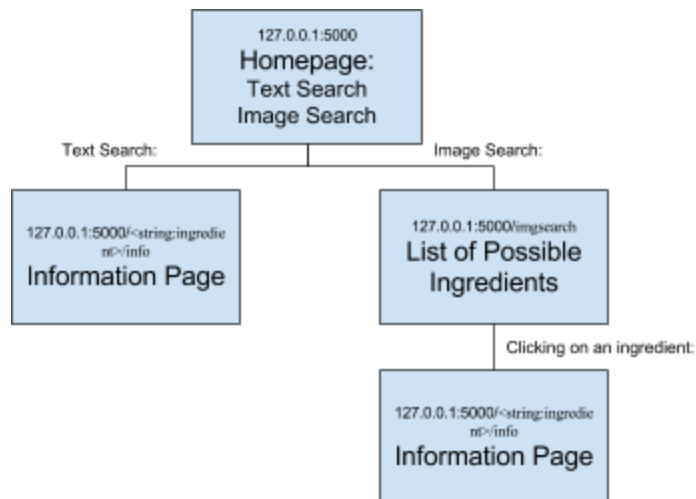 127.0.0.1:5000
Homepage:
Text Search
Image Search
Text Search:
Image Search:
127.0.0.1:5000/<string:ingredie
nt>/info
Information Page
127.0.0.1:5000/imgsearch
List of Possible
Ingredients
Clicking on an ingredient:
127.0.0.1:5000/<string:ingredie
nt>/info
Information Page